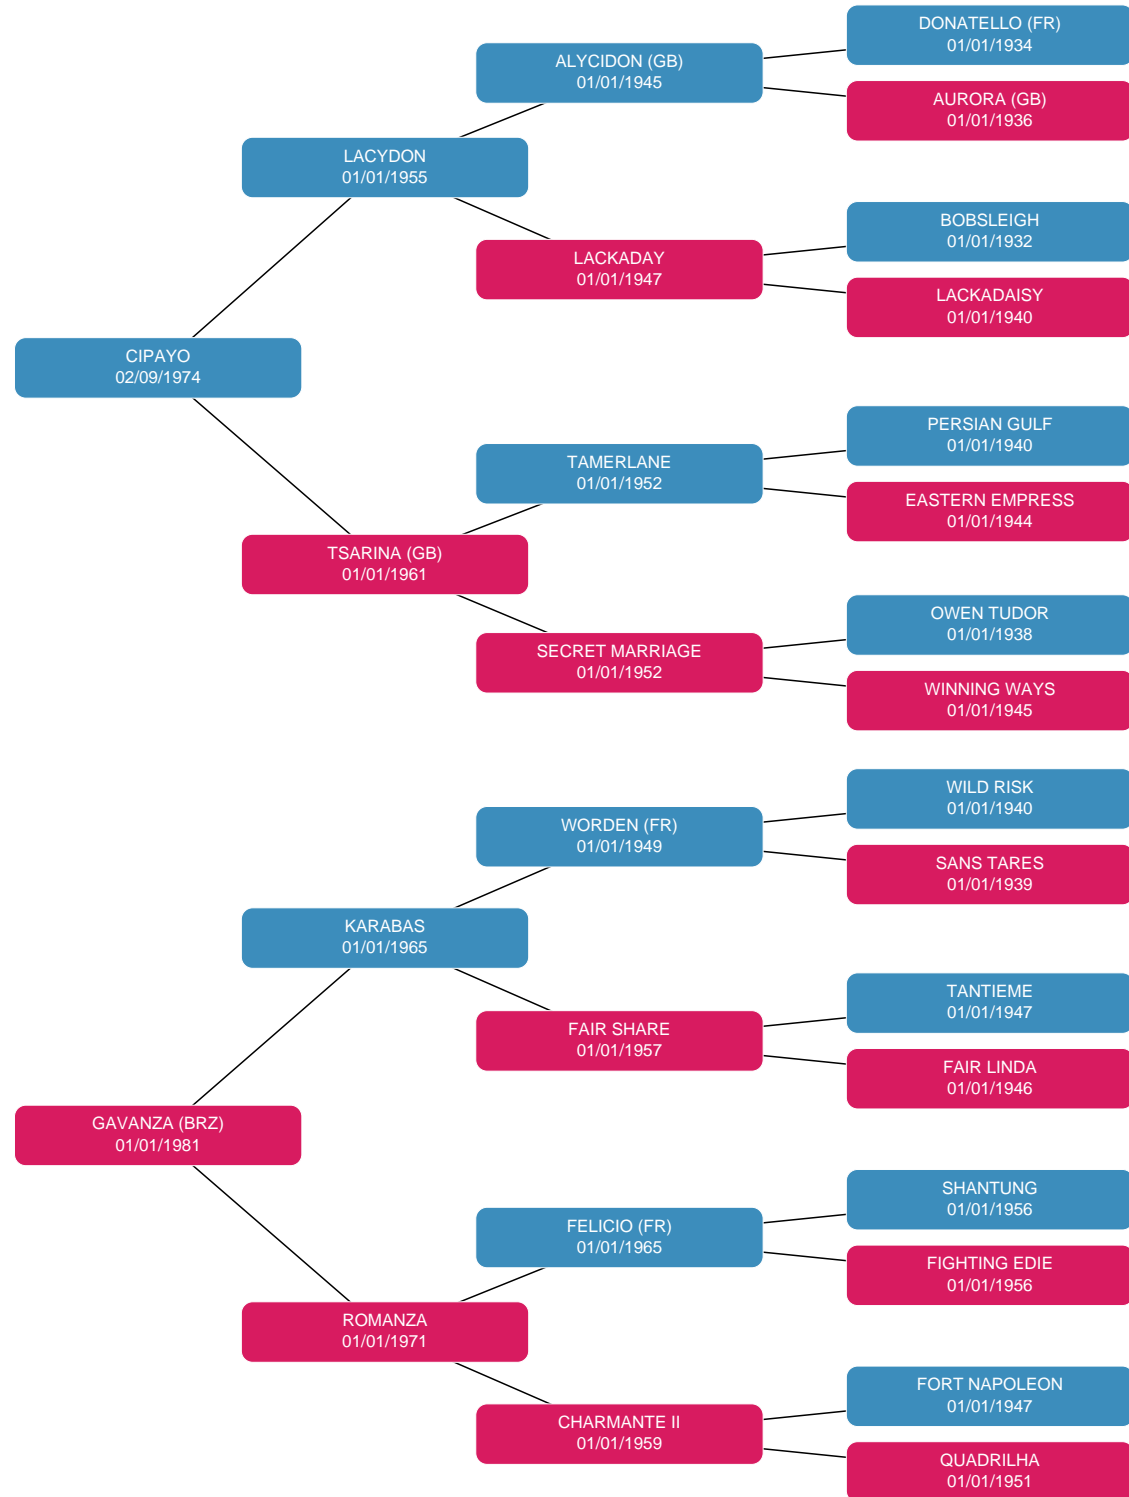 DONATELLO (FR)
01/01/1934
ALYCIDON (GB)
01/01/1945
AURORA (GB)
01/01/1936
LACYDON
01/01/1955
BOBSLEIGH
01/01/1932
LACKADAY
01/01/1947
LACKADAISY
01/01/1940
CIPAYO
02/09/1974
PERSIAN GULF
01/01/1940
TAMERLANE
01/01/1952
EASTERN EMPRESS
01/01/1944
TSARINA (GB)
01/01/1961
OWEN TUDOR
01/01/1938
SECRET MARRIAGE
01/01/1952
WINNING WAYS
01/01/1945
WILD RISK
01/01/1940
WORDEN (FR)
01/01/1949
SANS TARES
01/01/1939
KARABAS
01/01/1965
TANTIEME
01/01/1947
FAIR SHARE
01/01/1957
FAIR LINDA
01/01/1946
GAVANZA (BRZ)
01/01/1981
SHANTUNG
01/01/1956
FELICIO (FR)
01/01/1965
FIGHTING EDIE
01/01/1956
ROMANZA
01/01/1971
FORT NAPOLEON
01/01/1947
CHARMANTE II
01/01/1959
QUADRILHA
01/01/1951